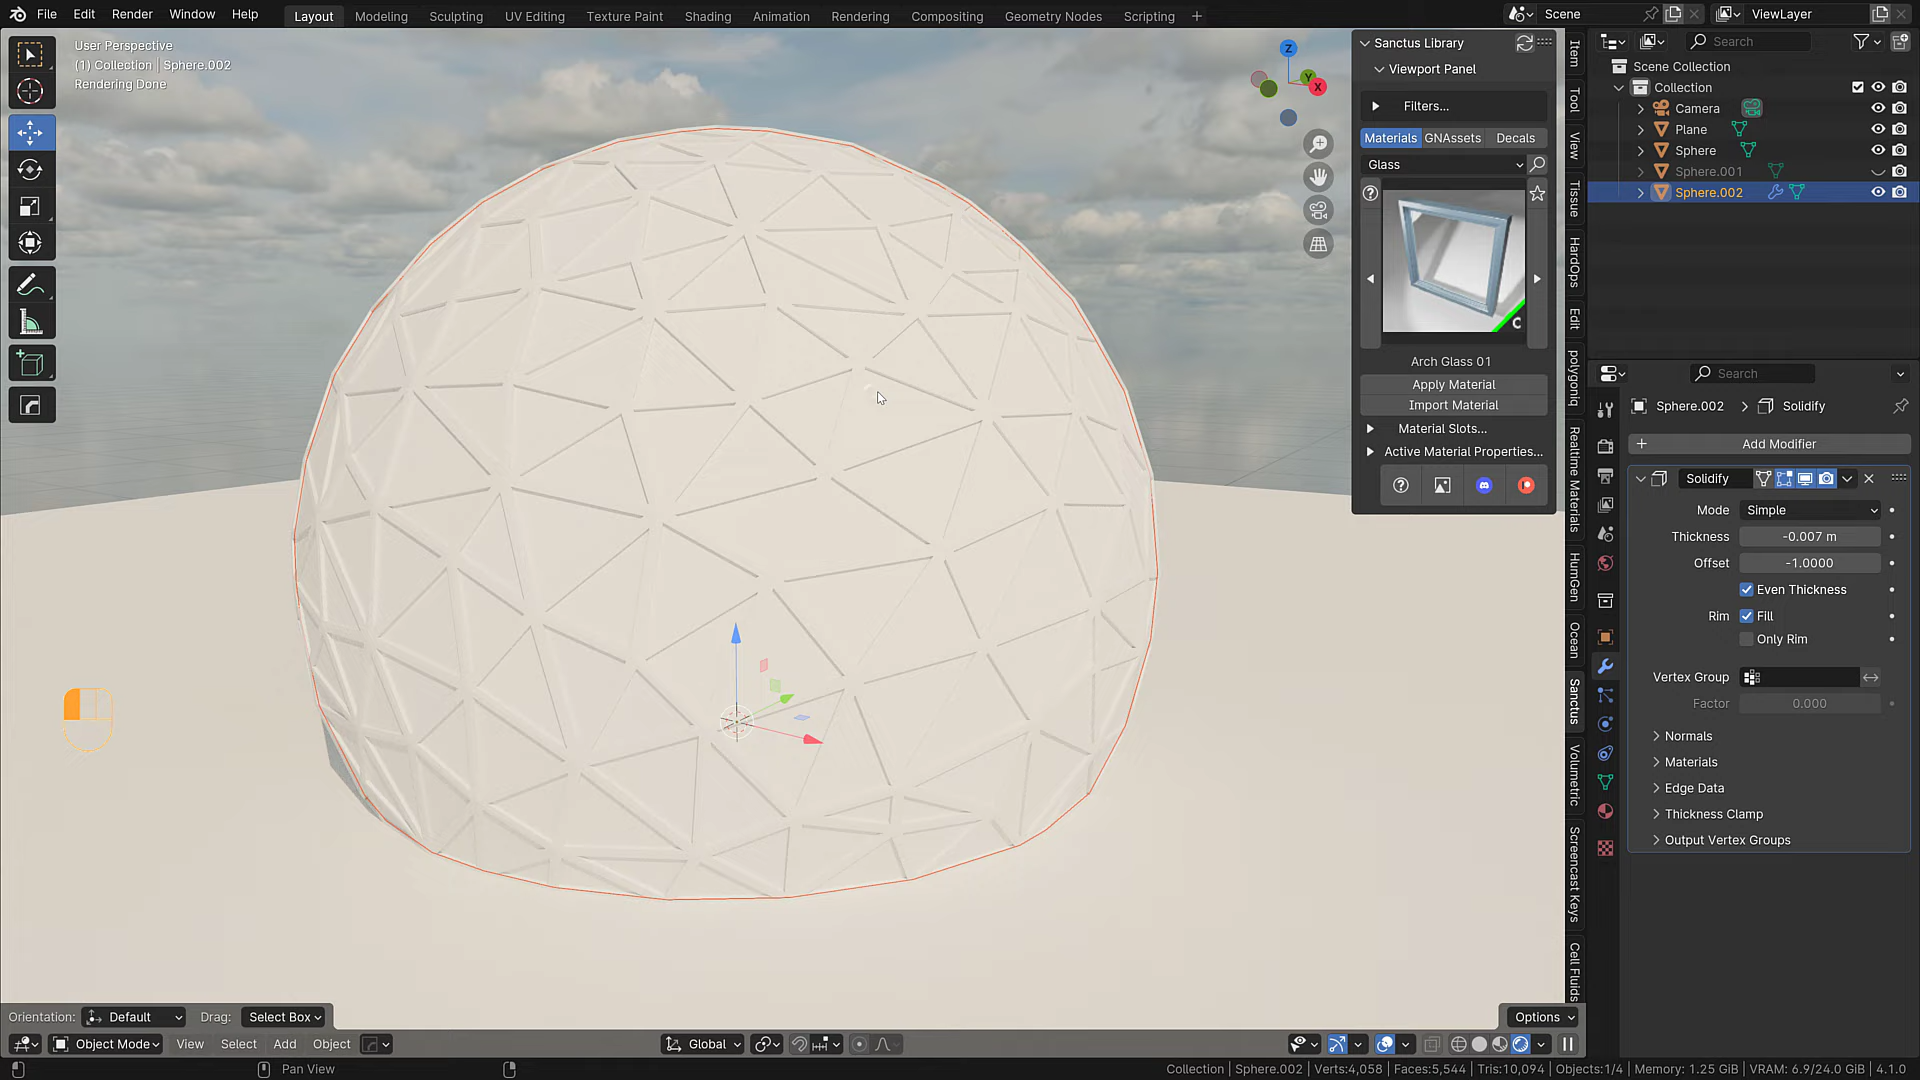 File Edit Render Window Help
Layout Modeling Sculpting UV Editing Texture Paint Shading Animation Rendering Compositing Geometry Nodes Scripting
Scene
ViewLayer
User Perspective
(1) Collection | Sphere.002
Rendering Done
Z
Y
X
Sanctus Library
Viewport Panel
Filters...
Materials GNAssets Decals
Glass
C
Arch Glass 01
Apply Material
Import Material
Material Slots...
Active Material Properties...
Item
Tool
View
Tissue
HardOps
Edit
polygoniq
Realtime Materials
HumGen
Ocean
Sanctus
Volumetric
Screencast Keys
Cell Fluids
Search
Scene Collection
Collection
Camera
Plane
Sphere
Sphere.001
Sphere.002
Search
Sphere.002 > Solidify
Add Modifier
Solidify
Mode Simple
Thickness -0.007 m
Offset -1.0000
Even Thickness
Rim Fill
Only Rim
Vertex Group
Factor 0.000
Normals
Materials
Edge Data
Thickness Clamp
Output Vertex Groups
Orientation: Default Drag: Select Box
Options
Object Mode View Select Add Object
Global
Pan View
Collection | Sphere.002 | Verts:4,058 | Faces:5,544 | Tris:10,094 | Objects:1/4 | Memory: 1.25 GiB | VRAM: 6.9/24.0 GiB | 4.1.0